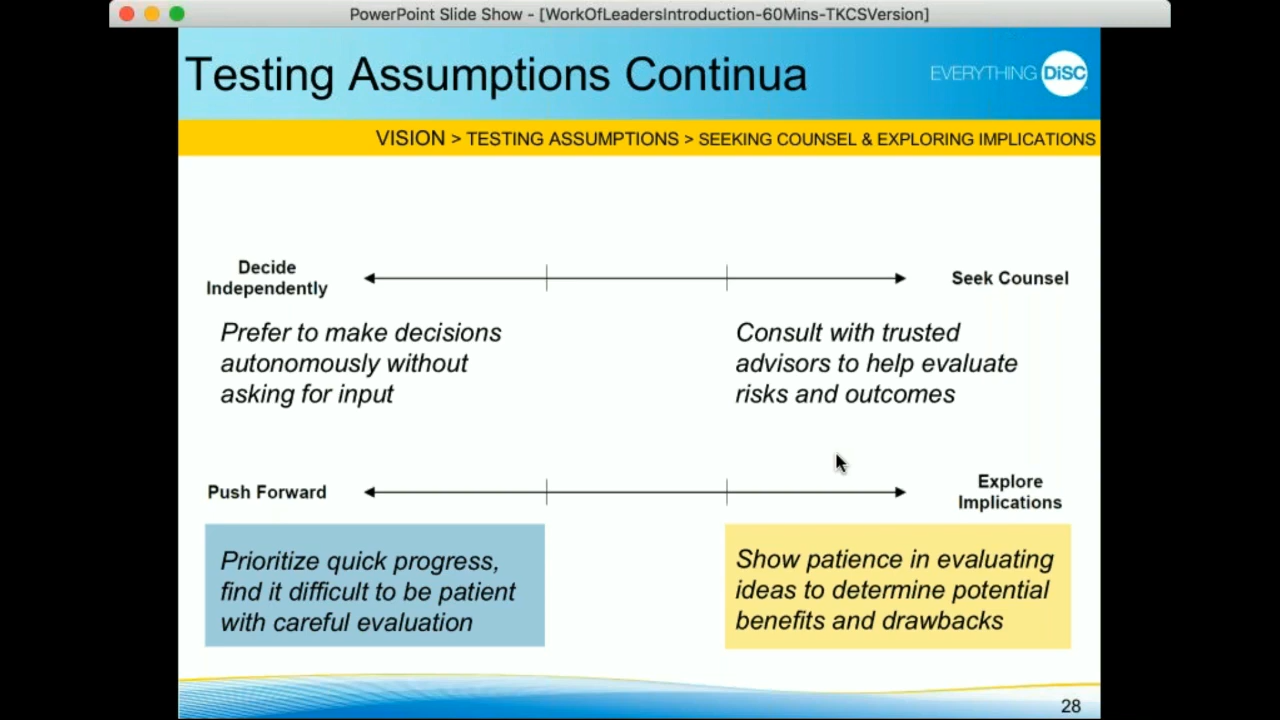 PowerPoint Slide Show - [WorkOfLeadersIntroduction-60Mins-TKCSVersion]
Testing Assumptions Continua
EVERYTHING DiSC
VISION > TESTING ASSUMPTIONS > SEEKING COUNSEL & EXPLORING IMPLICATIONS
Decide
Independently
Seek Counsel
Prefer to make decisions
autonomously without
asking for input
Consult with trusted
advisors to help evaluate
risks and outcomes
Push Forward
Explore
Implications
Prioritize quick progress,
find it difficult to be patient
with careful evaluation
Show patience in evaluating
ideas to determine potential
benefits and drawbacks
28